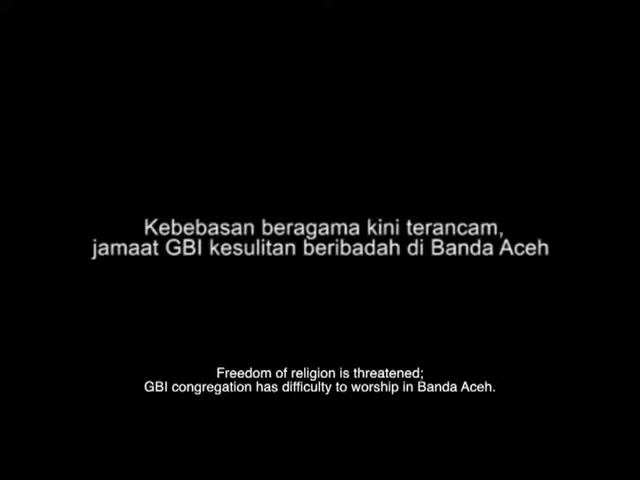 Kebebasan beragama kini terancam,
jamaat GBI kesulitan beribadah di Banda Aceh
Freedom of religion is threatened;
GBI congregation has difficulty to worship in Banda Aceh.